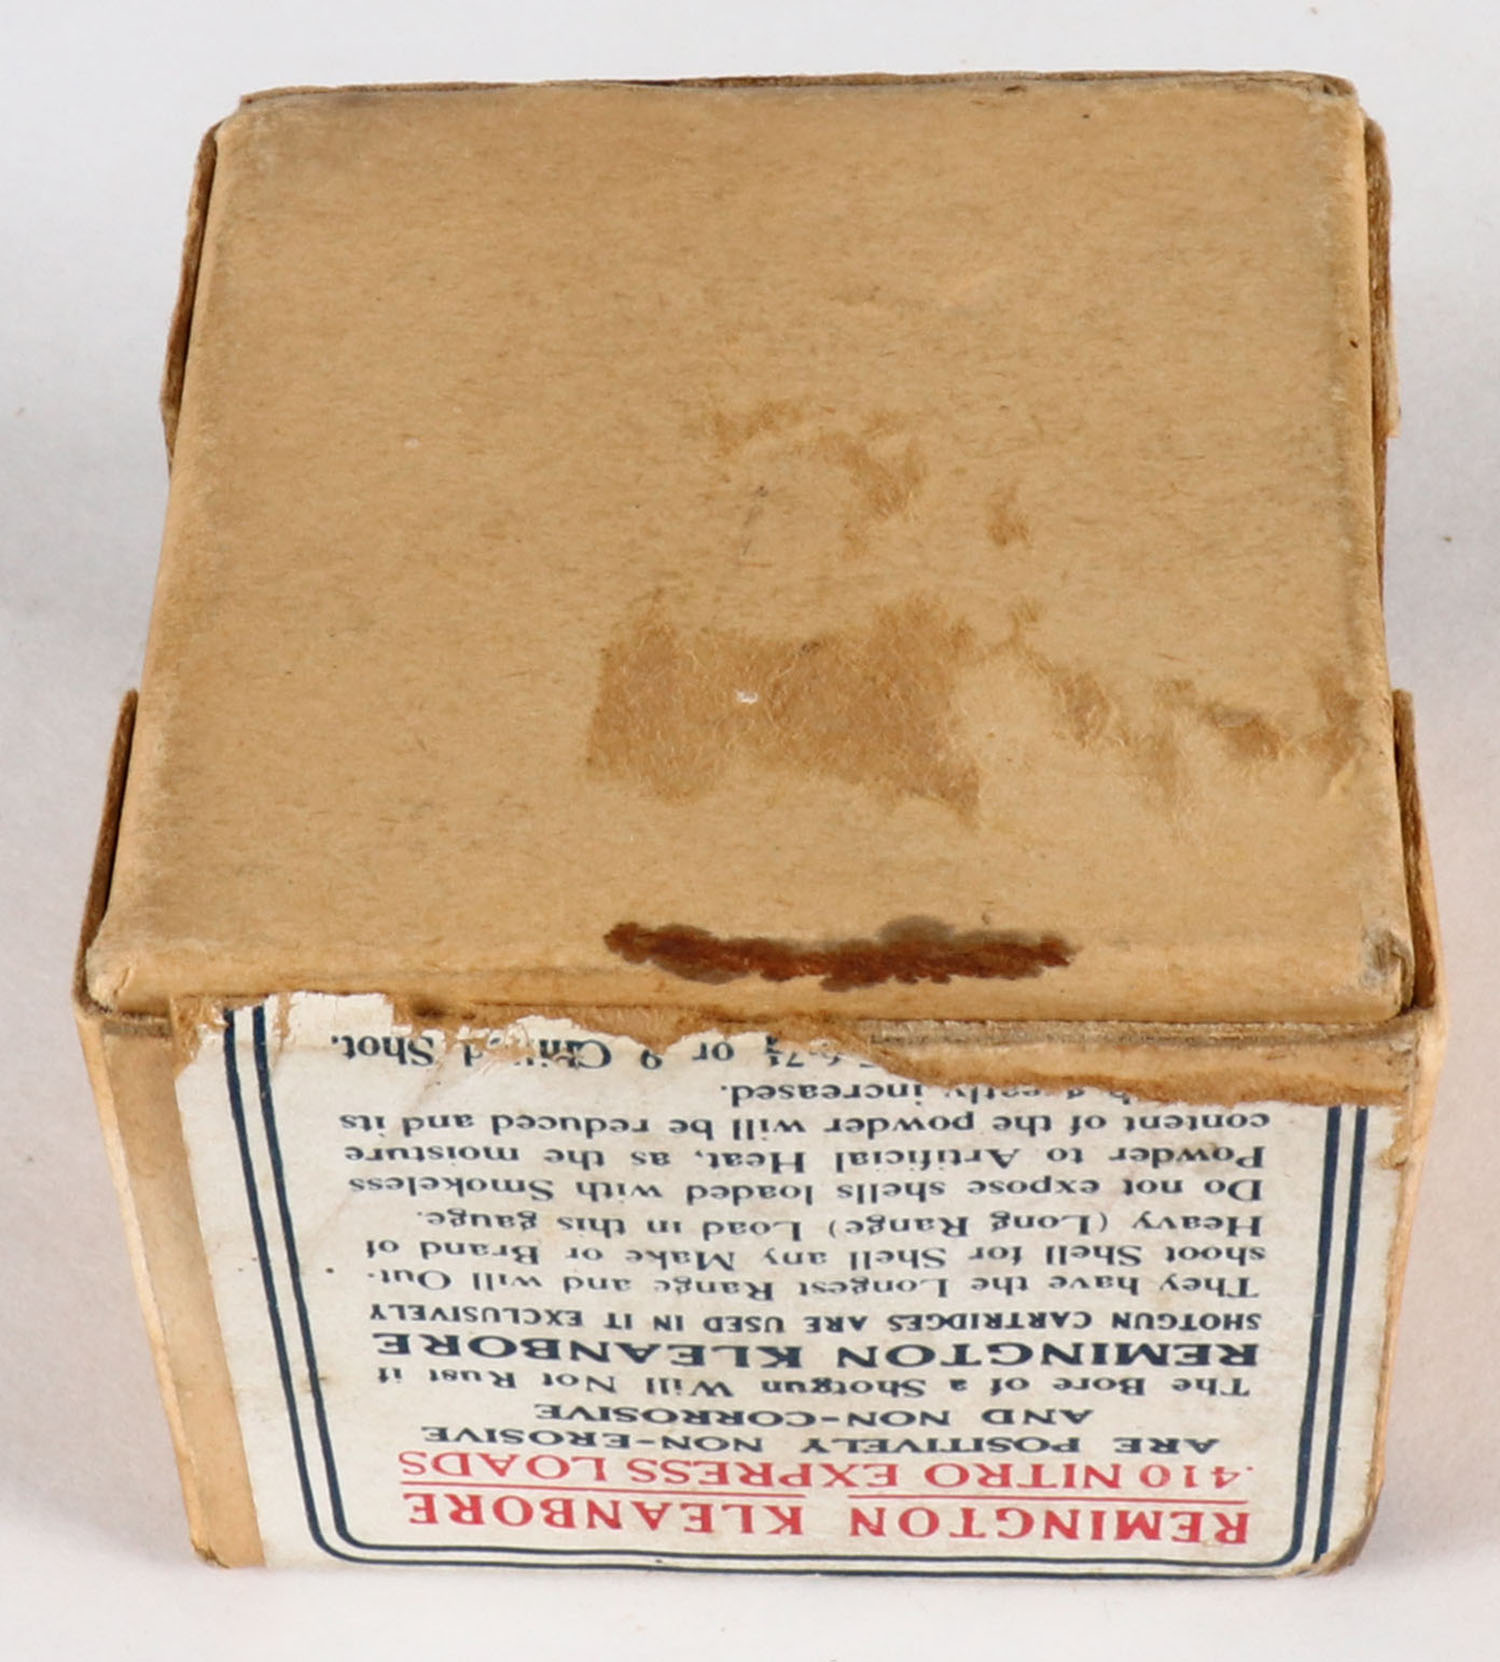 REMINGTON KLEANBORE
.410 NITRO EXPRESS LOADS
ARE POSITIVELY NON-EROSIVE
AND NON-CORROSIVE
The Bore of a Shotgun Will Not Rust if
REMINGTON KLEANBORE
SHOTGUN CARTRIDGES ARE USED IN IT EXCLUSIVELY
They have the Longest Range and will Out-
shoot Shell for Shell any Make or Brand of
Heavy (Long Range) Load in this gauge.
Do not expose shells loaded with Smokeless
Powder to Artificial Heat, as the moisture
content of the powder will be reduced and its
increased.
7½ or 9 Shot.